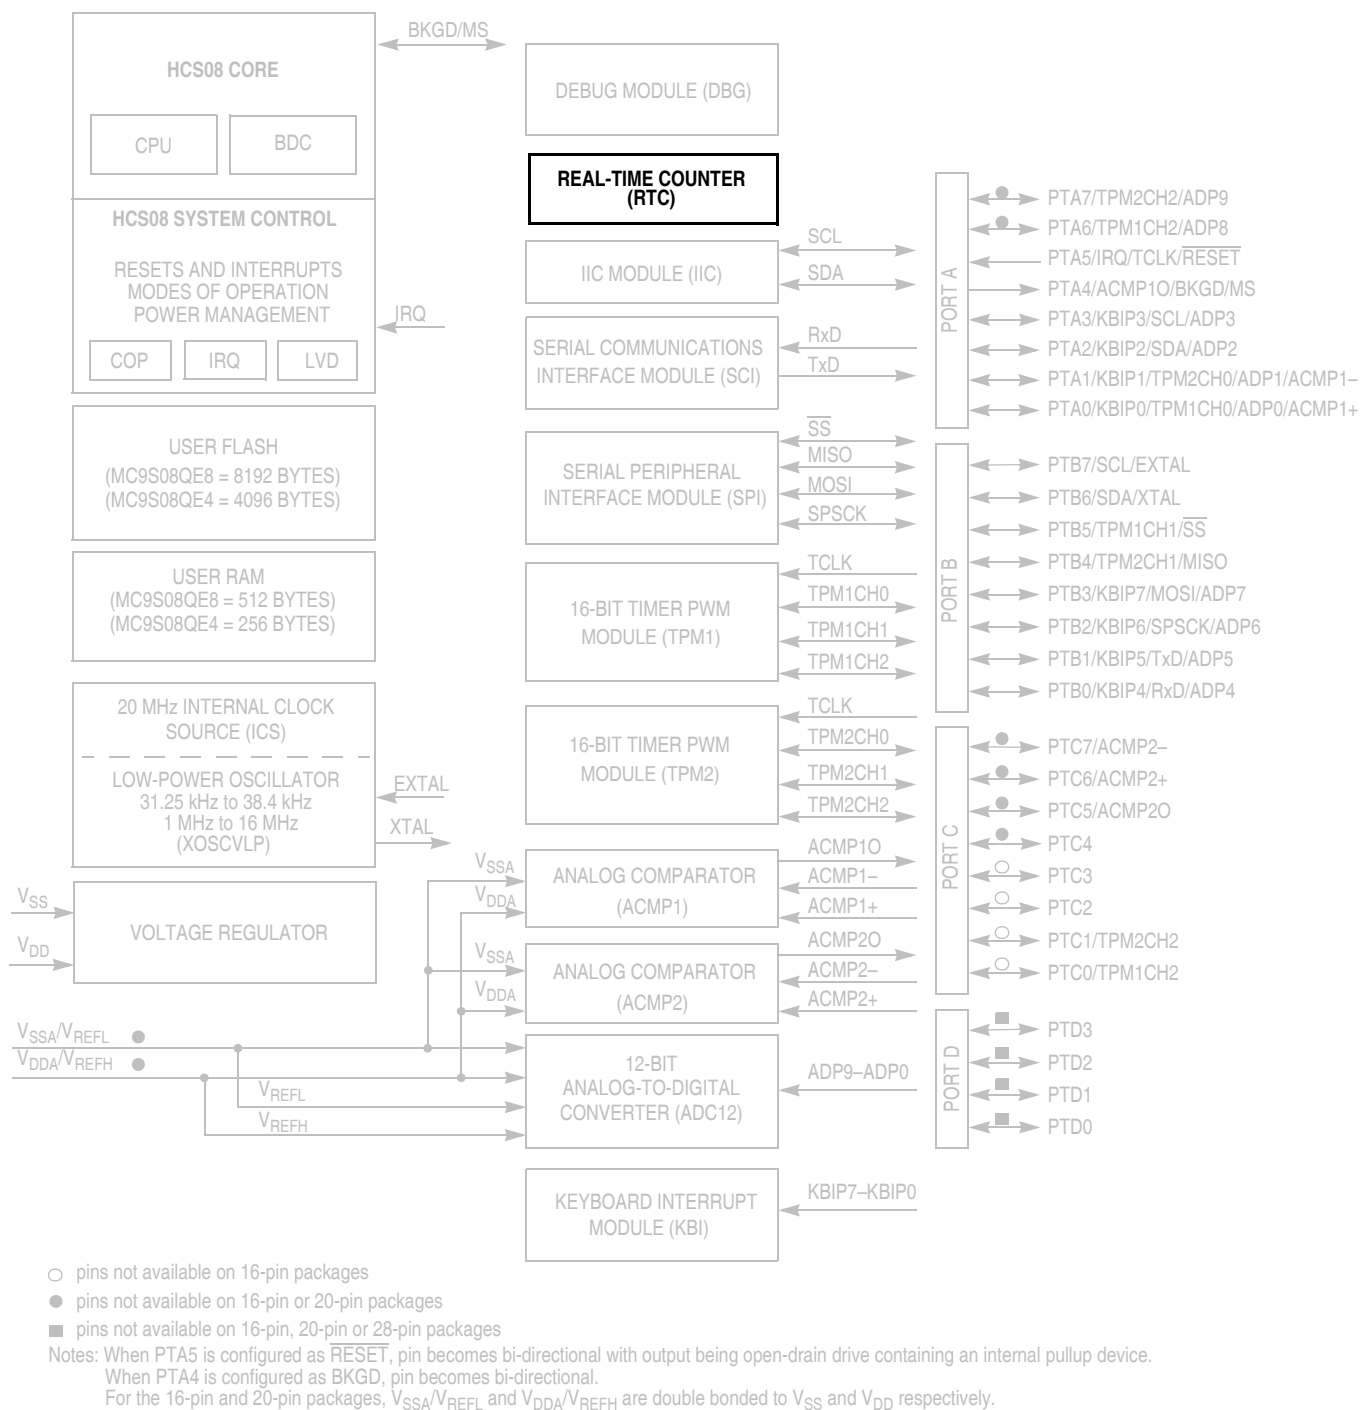 BKGD/MS
HCS08 CORE
CPU
BDC
HCS08 SYSTEM CONTROL
RESETS AND INTERRUPTS
MODES OF OPERATION
POWER MANAGEMENT
IRQ
COP
IRQ
LVD
USER FLASH
(MC9S08QE8 = 8192 BYTES)
(MC9S08QE4 = 4096 BYTES)
USER RAM
(MC9S08QE8 = 512 BYTES)
(MC9S08QE4 = 256 BYTES)
20 MHz INTERNAL CLOCK
SOURCE (ICS)
LOW-POWER OSCILLATOR
31.25 kHz to 38.4 kHz
1 MHz to 16 MHz
(XOSCVLP)
EXTAL
XTAL
VSS
VDD
VOLTAGE REGULATOR
VSSA/VREFL
VDDA/VREFH
VREFL
VREFH
VSSA
VDDA
VSSA
VDDA
DEBUG MODULE (DBG)
REAL-TIME COUNTER
(RTC)
IIC MODULE (IIC)
SCL
SDA
SERIAL COMMUNICATIONS
INTERFACE MODULE (SCI)
RxD
TxD
SERIAL PERIPHERAL
INTERFACE MODULE (SPI)
SS
MISO
MOSI
SPSCK
16-BIT TIMER PWM
MODULE (TPM1)
TCLK
TPM1CH0
TPM1CH1
TPM1CH2
16-BIT TIMER PWM
MODULE (TPM2)
TCLK
TPM2CH0
TPM2CH1
TPM2CH2
ANALOG COMPARATOR
(ACMP1)
ACMP1O
ACMP1–
ACMP1+
ANALOG COMPARATOR
(ACMP2)
ACMP2O
ACMP2–
ACMP2+
12-BIT
ANALOG-TO-DIGITAL
CONVERTER (ADC12)
ADP9–ADP0
KEYBOARD INTERRUPT
MODULE (KBI)
KBIP7–KBIP0
PORT A
PTA7/TPM2CH2/ADP9
PTA6/TPM1CH2/ADP8
PTA5/IRQ/TCLK/RESET
PTA4/ACMP1O/BKGD/MS
PTA3/KBIP3/SCL/ADP3
PTA2/KBIP2/SDA/ADP2
PTA1/KBIP1/TPM2CH0/ADP1/ACMP1–
PTA0/KBIP0/TPM1CH0/ADP0/ACMP1+
PORT B
PTB7/SCL/EXTAL
PTB6/SDA/XTAL
PTB5/TPM1CH1/SS
PTB4/TPM2CH1/MISO
PTB3/KBIP7/MOSI/ADP7
PTB2/KBIP6/SPSCK/ADP6
PTB1/KBIP5/TxD/ADP5
PTB0/KBIP4/RxD/ADP4
PORT C
PTC7/ACMP2–
PTC6/ACMP2+
PTC5/ACMP2O
PTC4
PTC3
PTC2
PTC1/TPM2CH2
PTC0/TPM1CH2
PORT D
PTD3
PTD2
PTD1
PTD0
pins not available on 16-pin packages
pins not available on 16-pin or 20-pin packages
pins not available on 16-pin, 20-pin or 28-pin packages
Notes: When PTA5 is configured as RESET, pin becomes bi-directional with output being open-drain drive containing an internal pullup device.
When PTA4 is configured as BKGD, pin becomes bi-directional.
For the 16-pin and 20-pin packages, VSSA/VREFL and VDDA/VREFH are double bonded to VSS and VDD respectively.